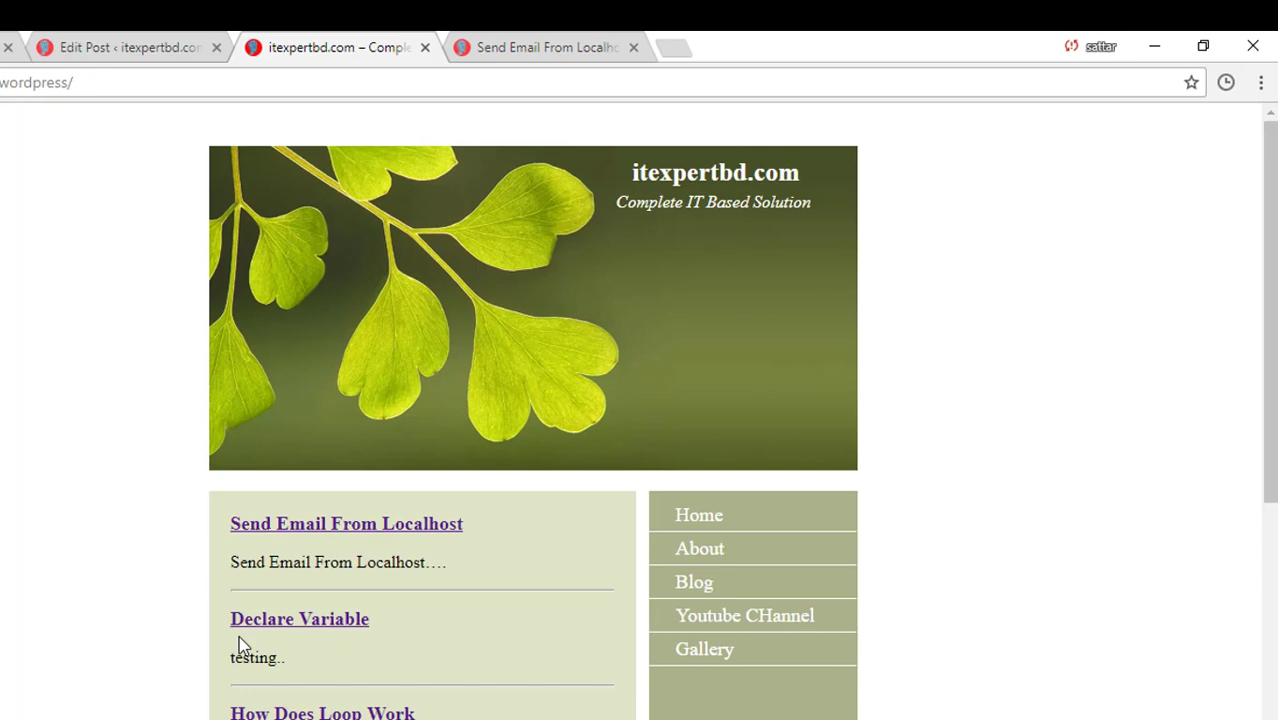 Edit Post ‹ itexpertbd.com
itexpertbd.com – Comple
Send Email From Localho
sattar
wordpress/
itexpertbd.com
Complete IT Based Solution
Send Email From Localhost
Send Email From Localhost….
Declare Variable
testing..
How Does Loop Work
Home
About
Blog
Youtube CHannel
Gallery